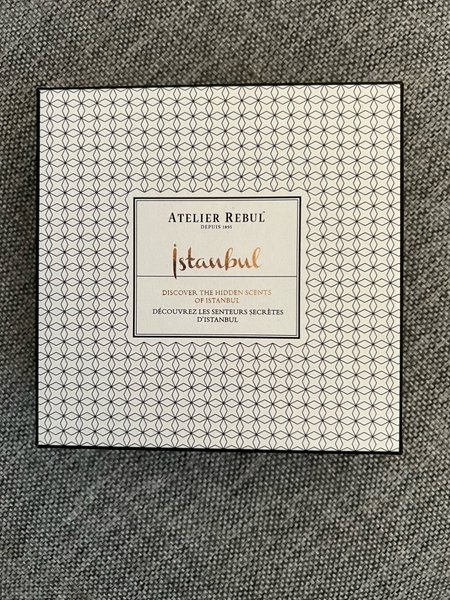 ATELIER REBUL
DEPUIS 1895
İstanbul
DISCOVER THE HIDDEN SCENTS
OF ISTANBUL
DÉCOUVREZ LES SENTEURS SECRÈTES
D'ISTANBUL